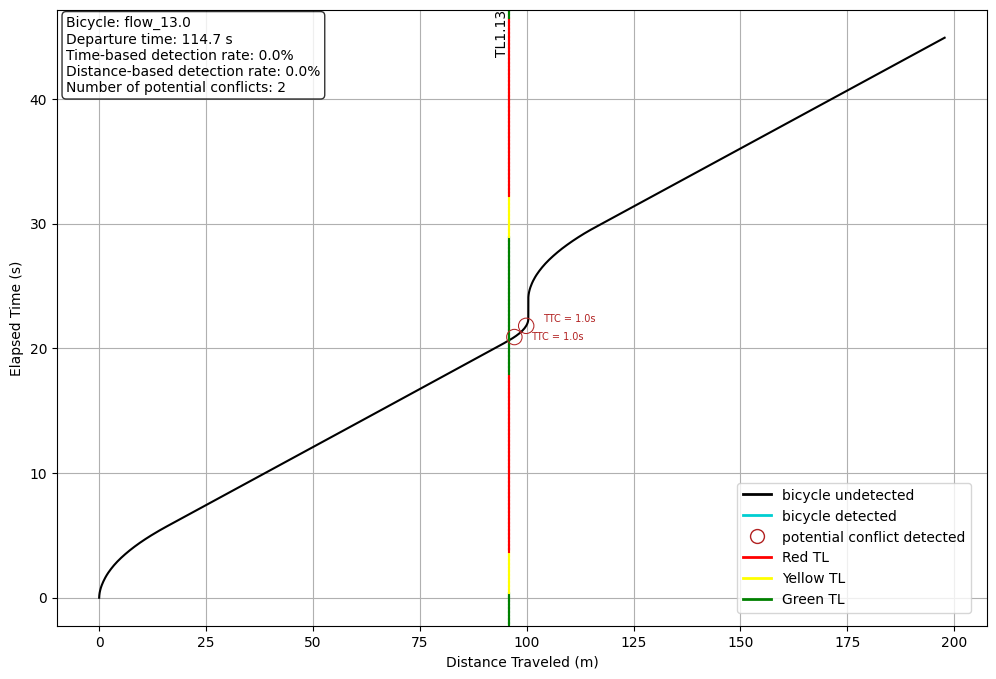 Bicycle: flow_13.0
Departure time: 114.7 s
Time-based detection rate: 0.0%
Distance-based detection rate: 0.0%
Number of potential conflicts: 2
TL1.13
TTC = 1.0s
TTC = 1.0s
Elapsed Time (s)
40
30
20
10
0
0 25 50 75 100 125 150 175 200
Distance Traveled (m)
bicycle undetected
bicycle detected
potential conflict detected
Red TL
Yellow TL
Green TL